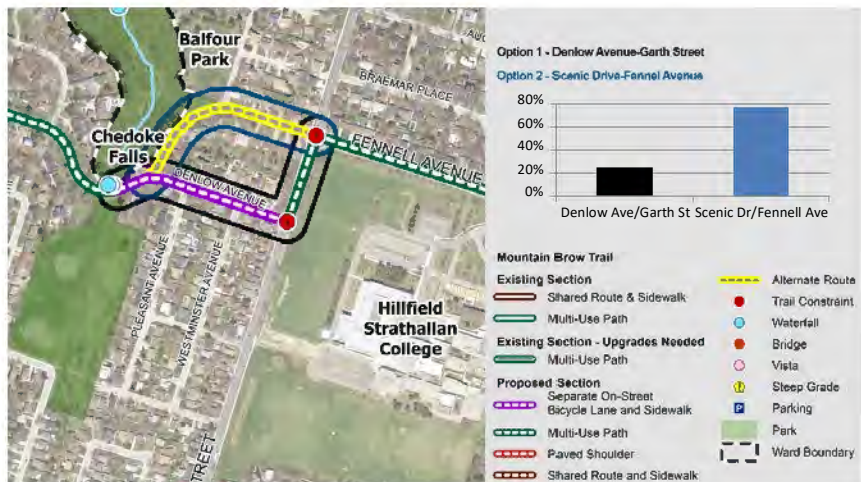 Balfour
Park
BRAEMAR PLACE
Chedoke
Falls
FENNELL AVENUE
DENLOW AVENUE
PLEASANT AVENUE
WESTMINSTER AVENUE
Hillfield
Strathallan
College
Option 1 - Denlow Avenue-Garth Street
Option 2 - Scenic Drive-Fennel Avenue
80%
60%
40%
20%
0%
Denlow Ave/Garth St Scenic Dr/Fennell Ave
Mountain Brow Trail
Existing Section
Shared Route & Sidewalk
Multi-Use Path
Existing Section - Upgrades Needed
Multi-Use Path
Proposed Section
Separate On-Street
Bicycle Lane and Sidewalk
Multi-Use Path
Paved Shoulder
Shared Route and Sidewalk
Alternate Route
Trail Constraint
Waterfall
Bridge
Vista
Steep Grade
P Parking
Park
Ward Boundary